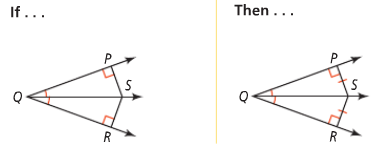 If . . .
Then . . .
P
Q
S
R
P
Q
S
R